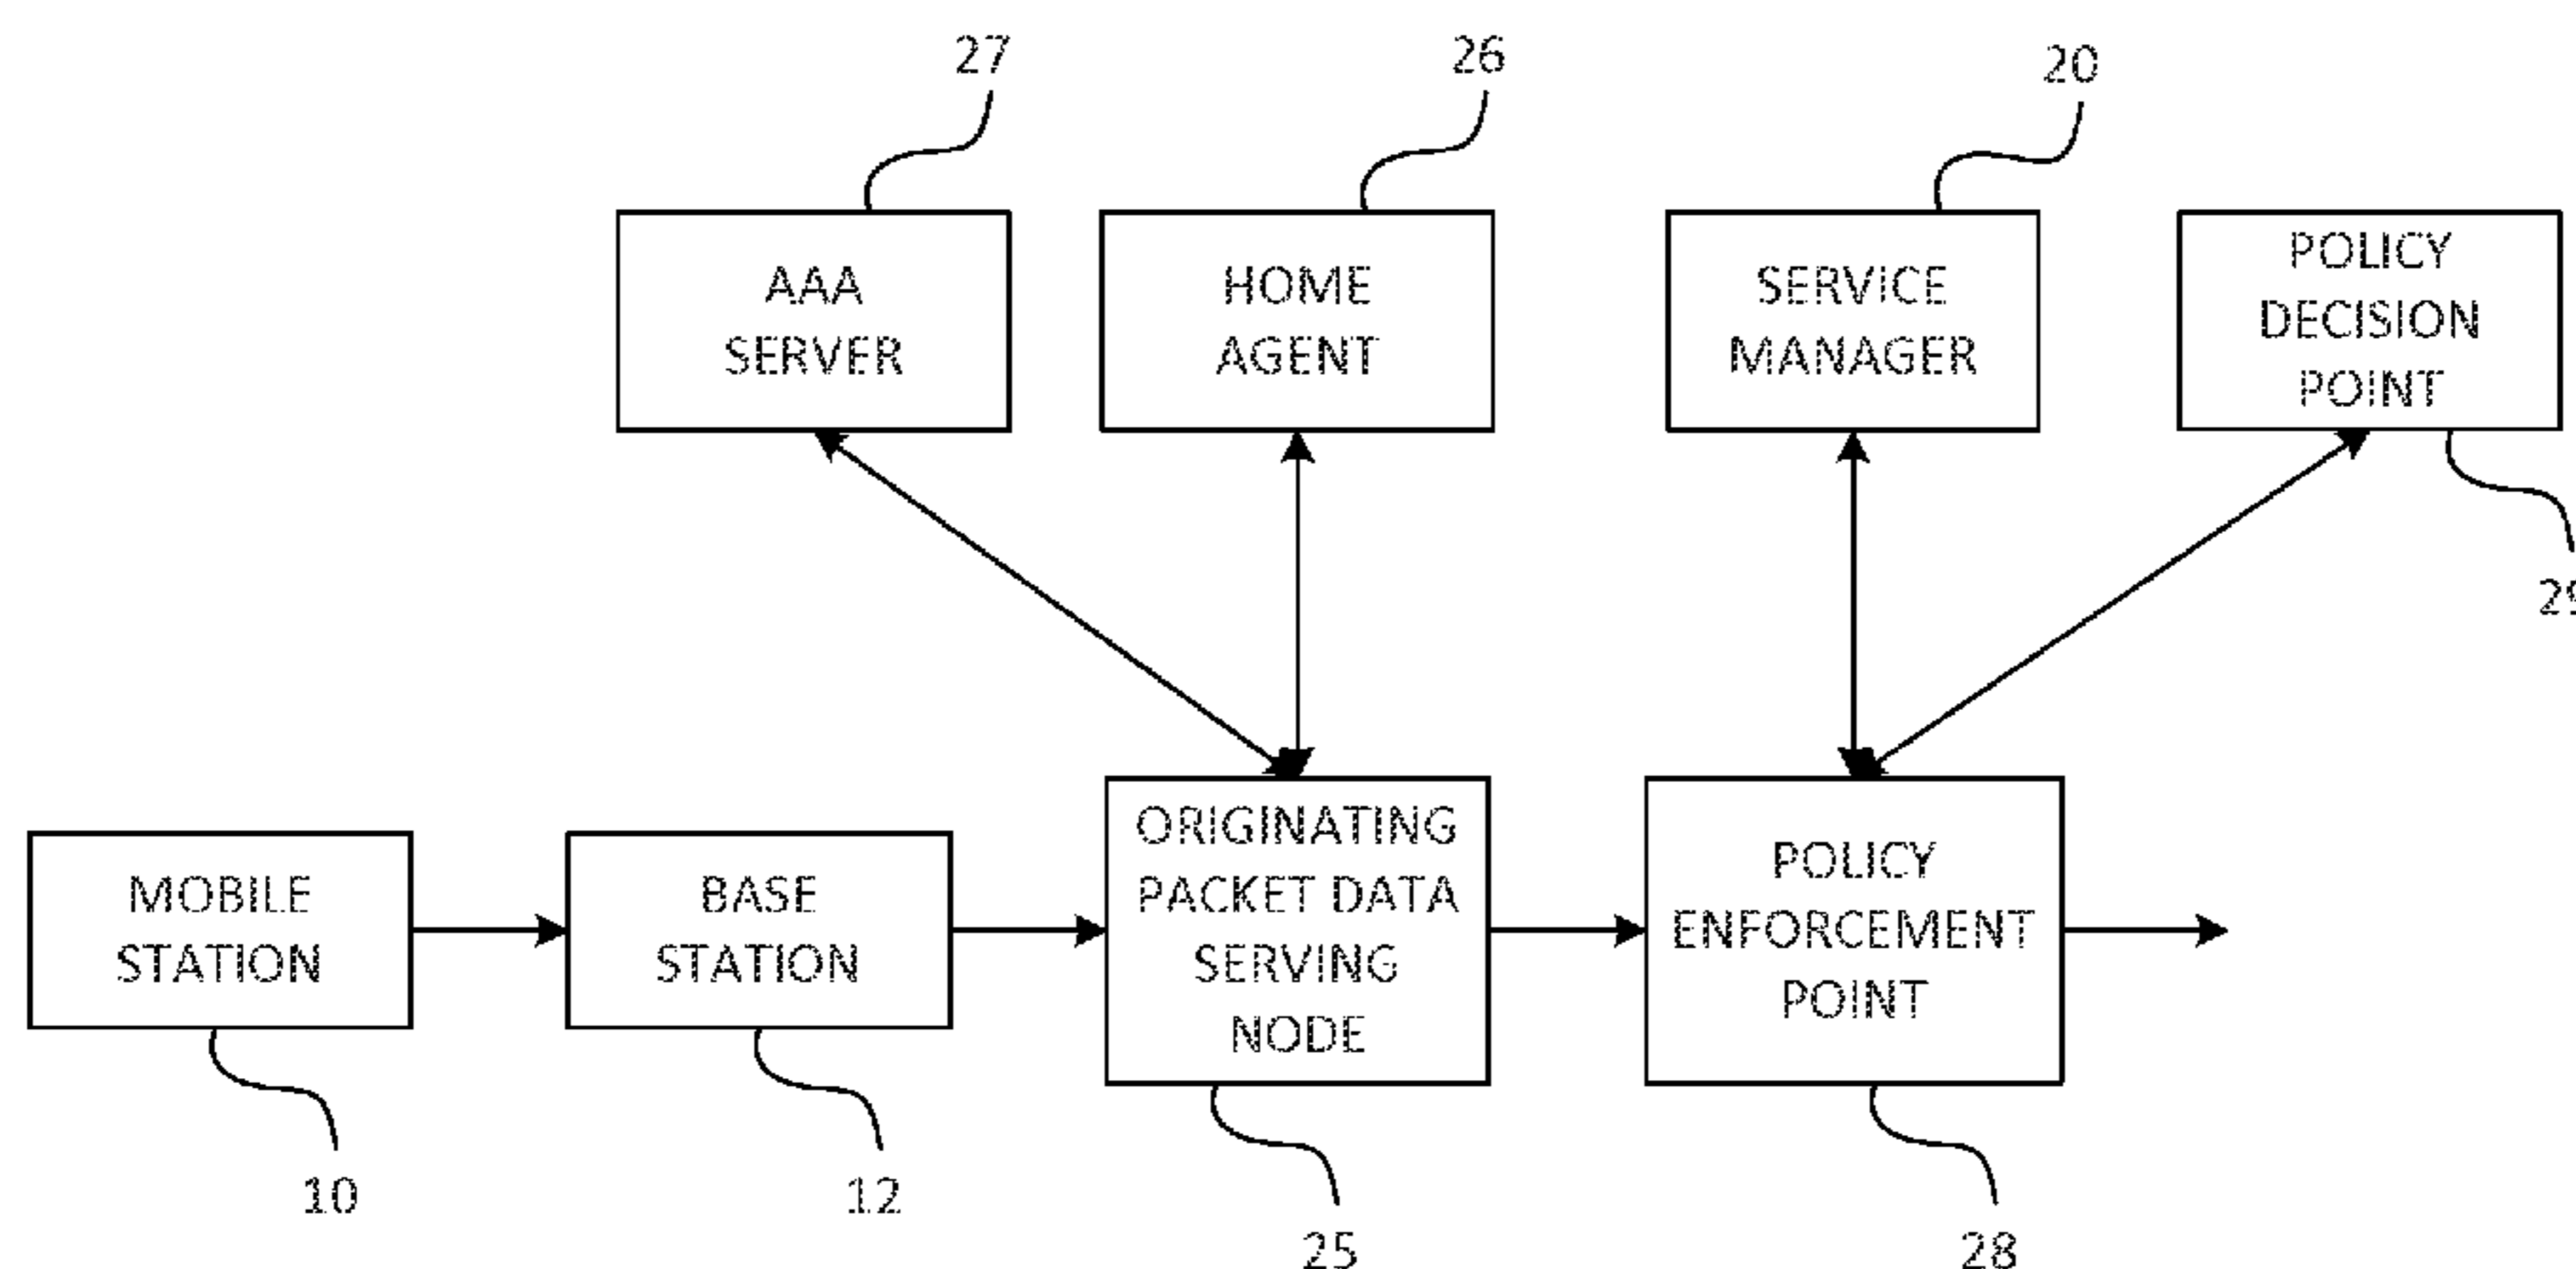 27
26
20
AAA
SERVER
HOME
AGENT
SERVICE
MANAGER
POLICY
DECISION
POINT
29
MOBILE
STATION
BASE
STATION
ORIGINATING
PACKET DATA
SERVING
NODE
POLICY
ENFORCEMENT
POINT
10
12
25
28